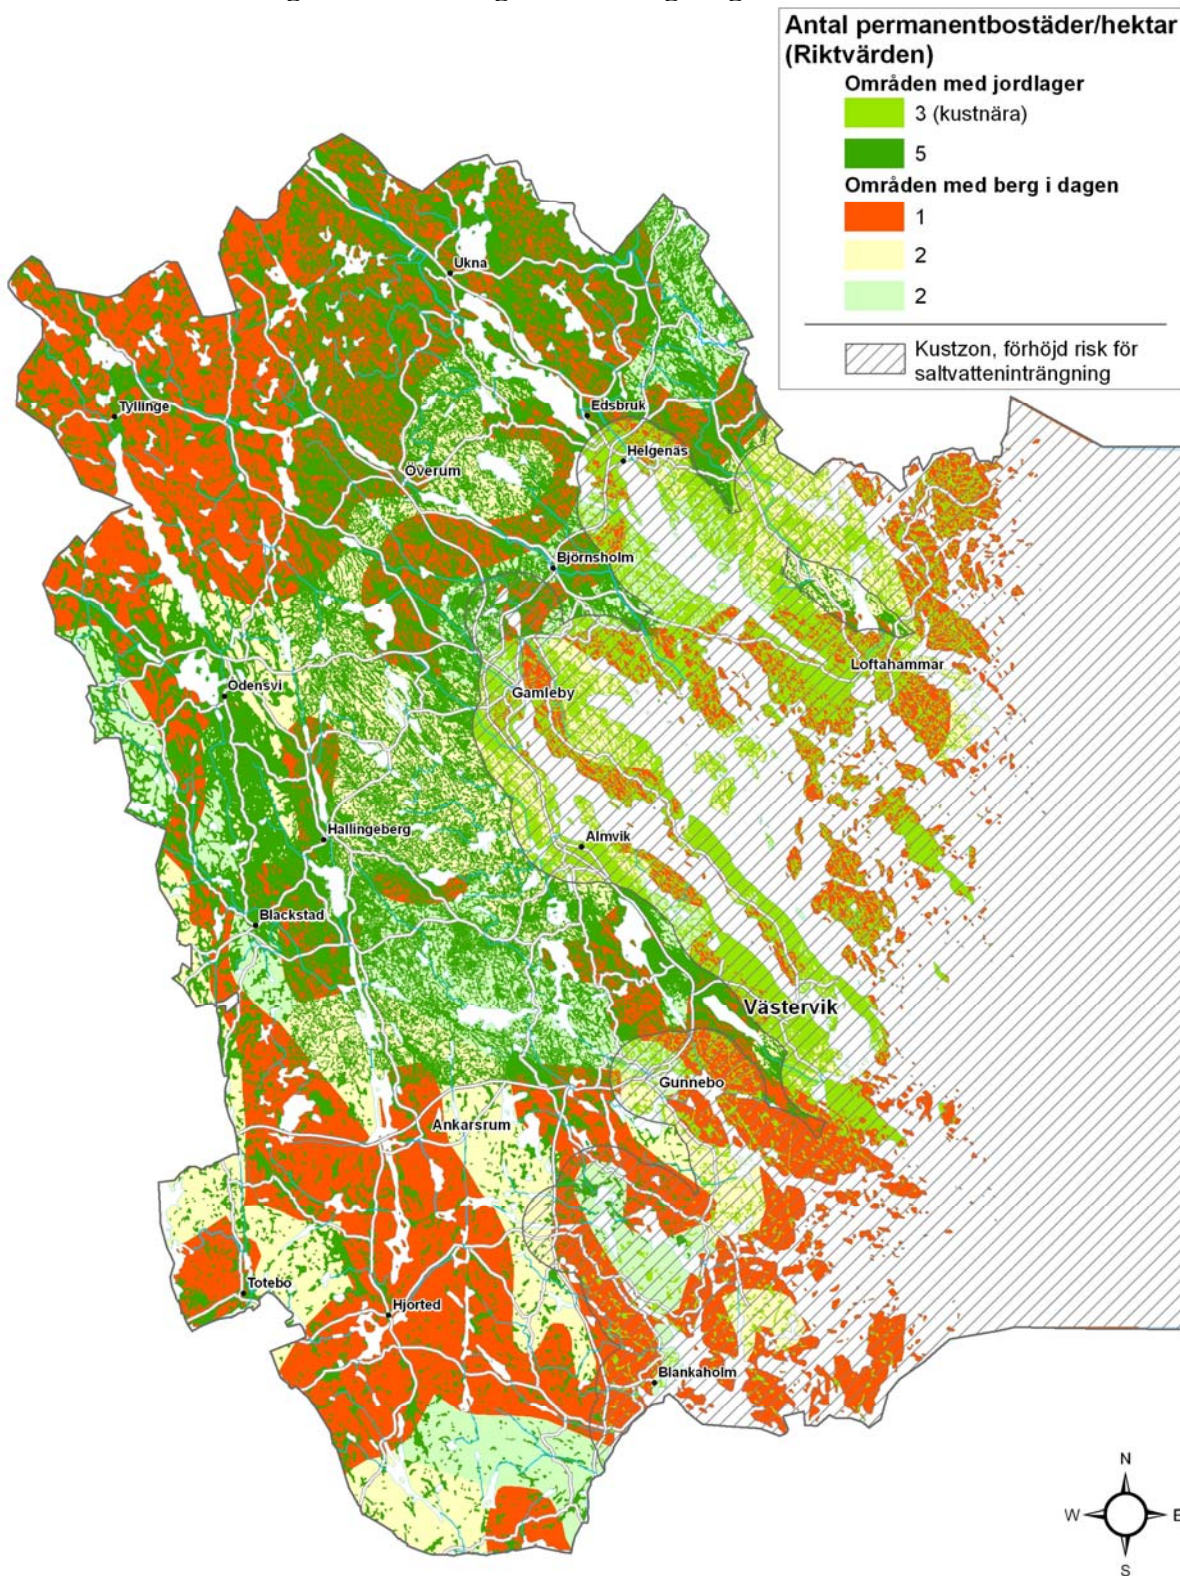 Antal permanentbostäder/hektar
(Riktvärden)
Områden med jordlager
3 (kustnära)
5
Områden med berg i dagen
1
2
2
Kustzon, förhöjd risk för
saltvatteninträngning
Ukna
Tyllinge
Edsbruk
Helgenäs
Överum
Björnsholm
Loftahammar
Odensvi
Gamleby
Hallingeberg
Almvik
Blackstad
Västervik
Gunnebo
Ankarsrum
Totebo
Hjorted
Blankaholm
N
W
E
S